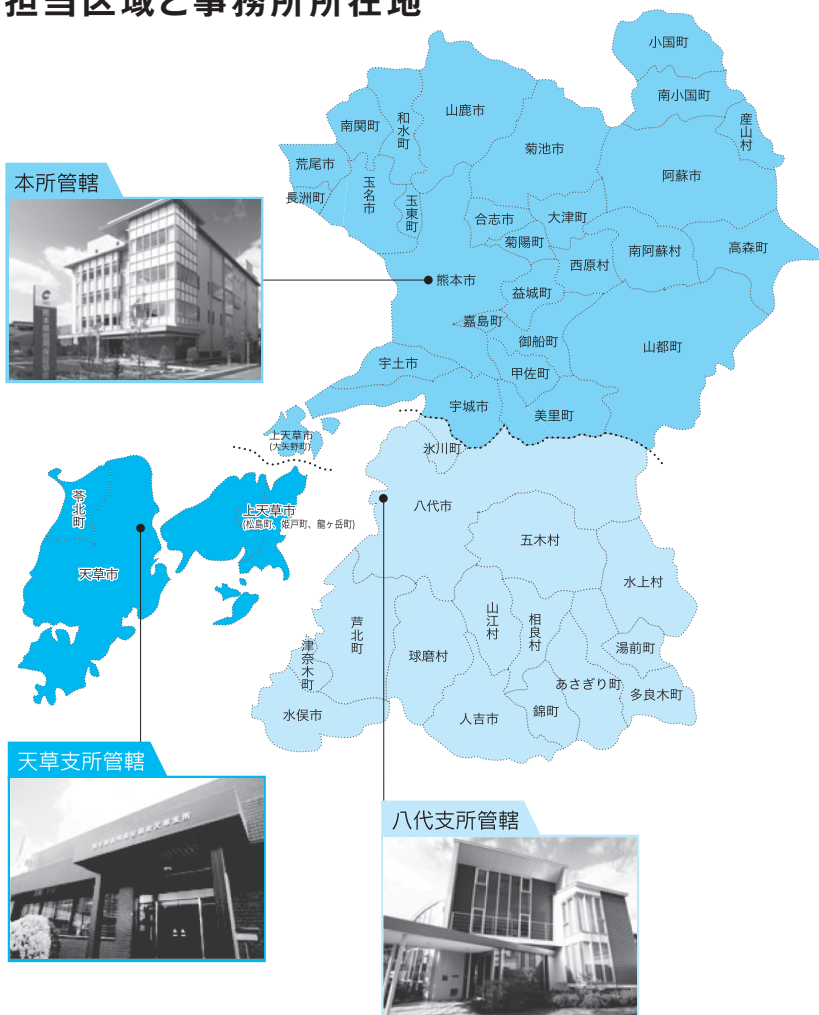 担当区域と事務所所在地
小国町
南小国町
産山村
山鹿市
和水町
南関町
菊池市
荒尾市
阿蘇市
長洲町
玉名市
玉東町
合志市
大津町
菊陽町
西原村
南阿蘇村
高森町
本所管轄
熊本市
益城町
嘉島町
御船町
山都町
宇土市
甲佐町
宇城市
美里町
上天草市
(大矢野町)
氷川町
苓北町
上天草市
(松島町、姫戸町、龍ヶ岳町)
八代市
天草市
五木村
水上村
山江村
相良村
芦北町
津奈木町
球磨村
湯前町
あさぎり町
多良木町
水俣市
人吉市
錦町
天草支所管轄
八代支所管轄